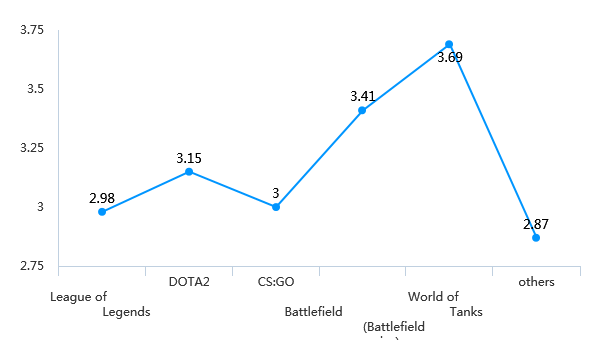 3.75
3.5
3.25
3
2.75
2.98
3.15
3
3.41
3.69
2.87
League of
Legends
DOTA2
CS:GO
Battlefield
(Battlefield
World of
Tanks
others